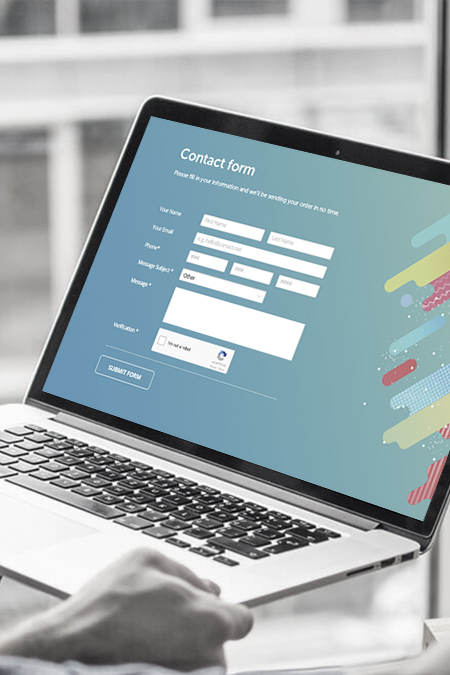 Contact form
Please fill in your information and we'll be sending your order in no time.
Your Name
First Name
Last Name
Your Email
e.g. hello@contact.net
Phone*
###
###
####
Message Subject *
Other
Message *
Verification *
I'm not a robot
SUBMIT FORM